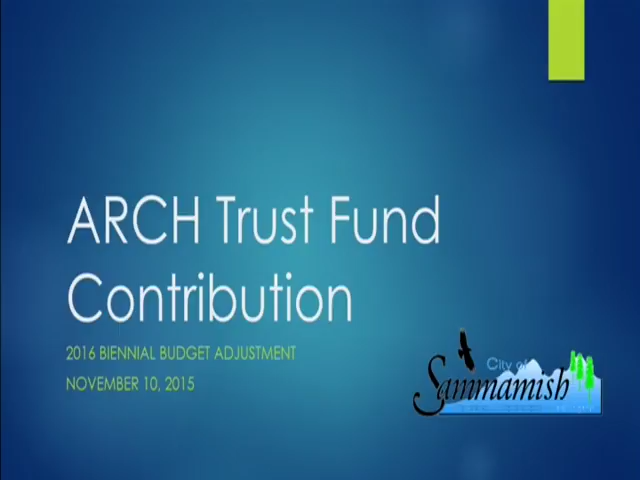 ARCH Trust Fund
Contribution
2016 BIENNIAL BUDGET ADJUSTMENT
NOVEMBER 10, 2015
City of
Sammamish